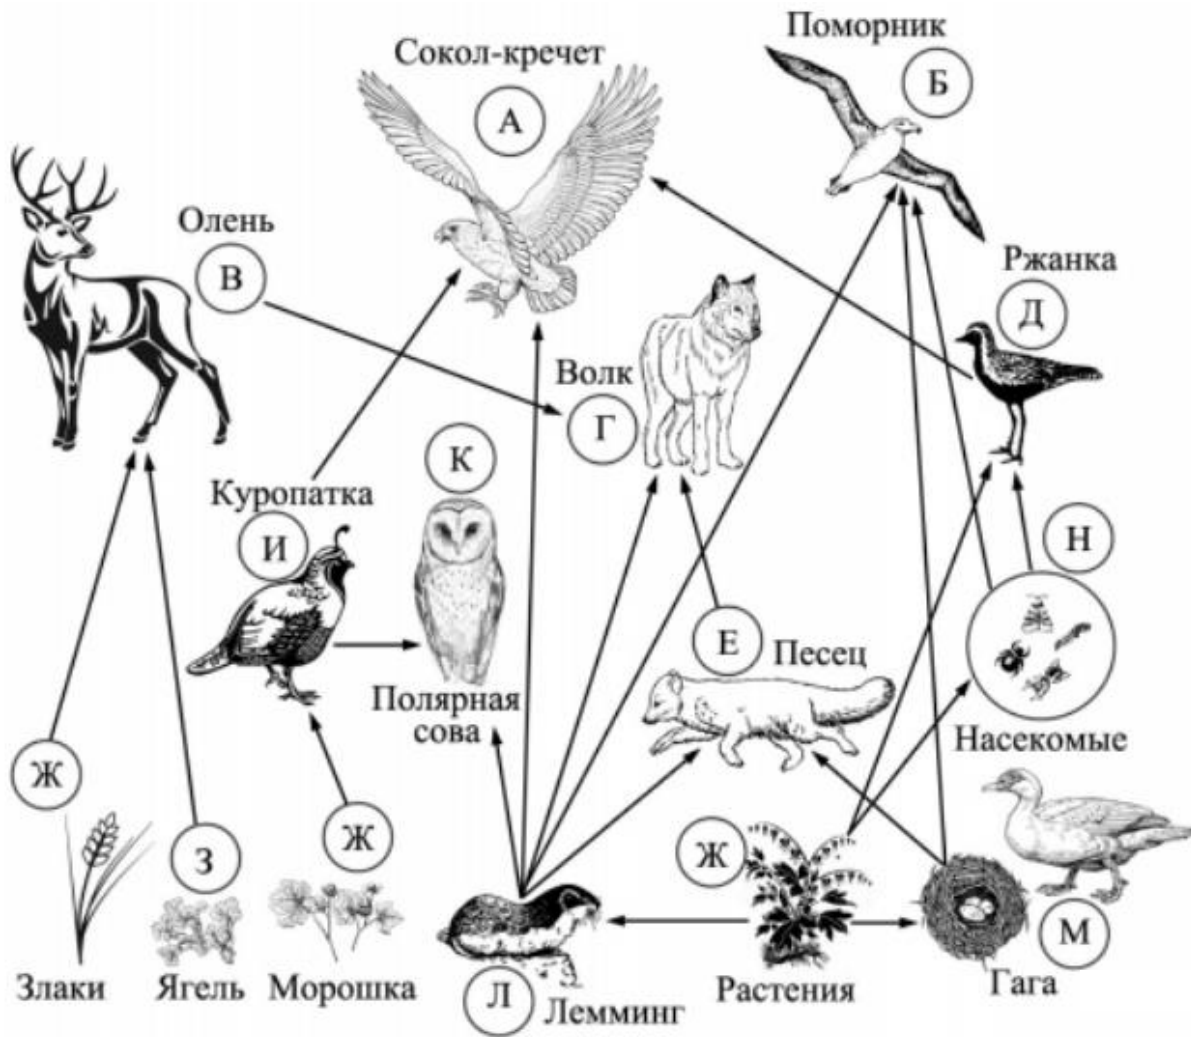 Поморник
Б
Сокол-кречет
А
Олень
В
Ржанка
Д
Волк
Г
К
Куропатка
И
Н
Е
Песец
Полярная
сова
Насекомые
Ж
З
Ж
Ж
М
Злаки
Ягель
Морошка
Л
Лемминг
Растения
Гага